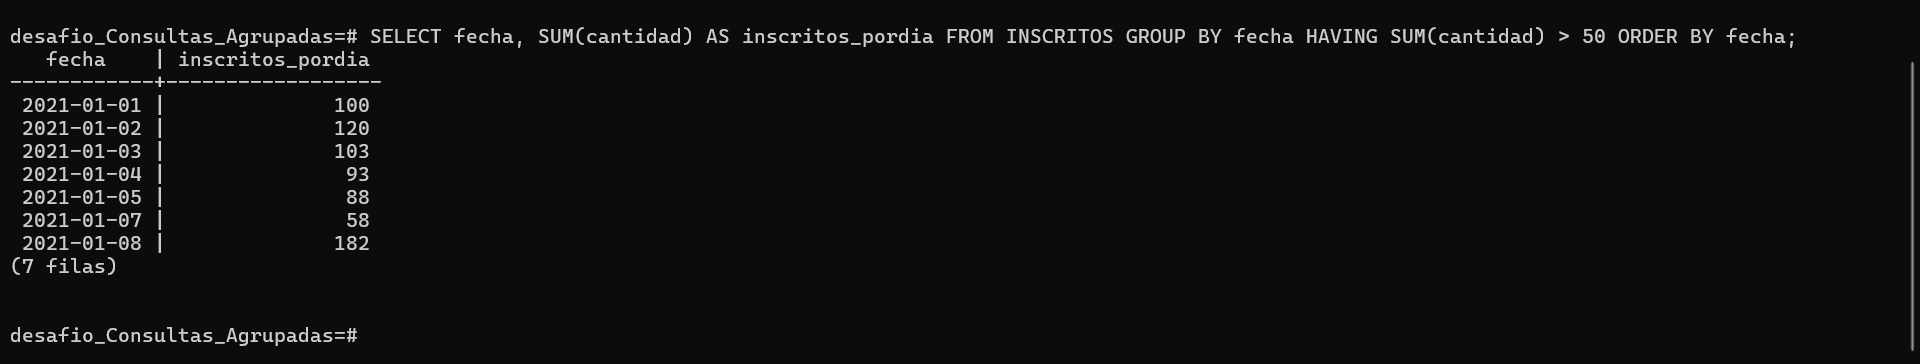 desafio_Consultas_Agrupadas=# SELECT fecha, SUM(cantidad) AS inscritos_pordia FROM INSCRITOS GROUP BY fecha HAVING SUM(cantidad) > 50 ORDER BY fecha;
   fecha    | inscritos_pordia
------------+------------------
 2021-01-01 |              100
 2021-01-02 |              120
 2021-01-03 |              103
 2021-01-04 |               93
 2021-01-05 |               88
 2021-01-07 |               58
 2021-01-08 |              182
(7 filas)
desafio_Consultas_Agrupadas=#